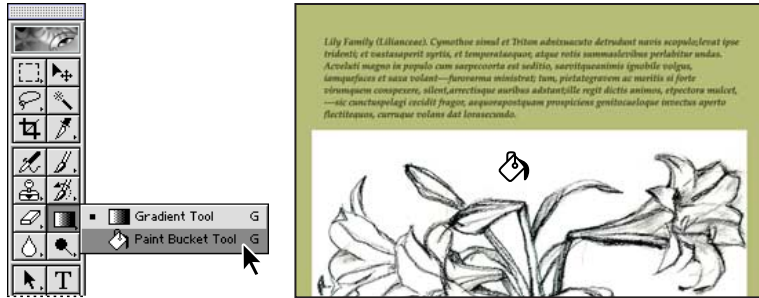 Gradient Tool G
Paint Bucket Tool G
T
Lily Family (Lilianceae). Cymothoe simul et Triton adnixuacuto detrudunt navis scopulo;levat ipse
tridenti; et vastasaperit syrtis, et temperataequor, atque rotis summaslevibus perlabitur undas.
Acveluti magno in populo cum saepecoorta est seditio, saevitqueanimis ignobile volgus,
iamquefaces et saxa volant—furorarma ministrat; tum, pietategravem ac meritis si forte
virumquem conspexere, silent,arrectisque auribus adstant;ille regit dictis animos, etpectora mulcet,
—sic cunctuspelagi cecidit fragor, aequorapostquam prospiciens genitocaeloque invectus aperto
flectitequos, curruque volans dat lorasecundo.